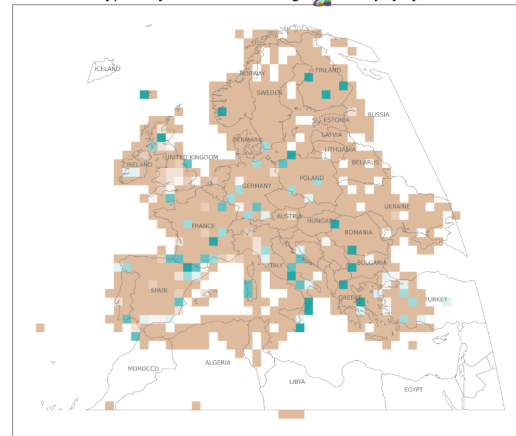 ICELAND
NORWAY
FINLAND
SWEDEN
RUSSIA
ESTONIA
LATVIA
DENMARK
LITHUANIA
UNITED KINGDOM
IRELAND
BELARUS
POLAND
GERMANY
UKRAINE
AUSTRIA
HUNGARY
FRANCE
ROMANIA
ITALY
BULGARIA
SPAIN
GREECE
TURKEY
MOROCCO
ALGERIA
LIBYA
EGYPT